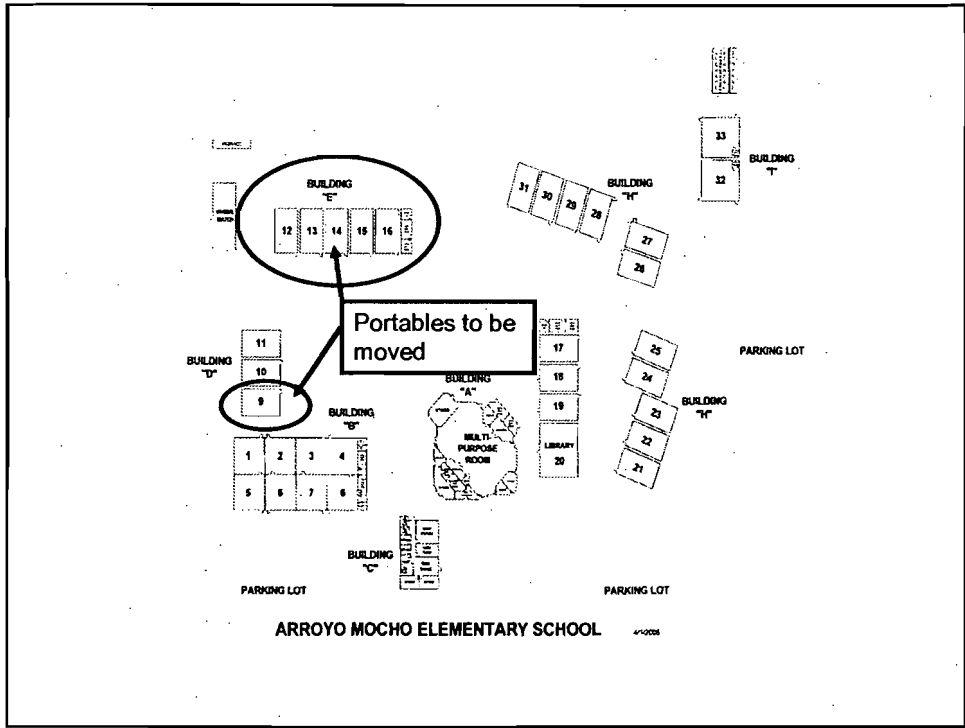 33
32
BUILDING
"I"
BUILDING
"E"
12 13 14 15 16
31 30 29 28
BUILDING
"H"
27
26
Portables to be
moved
11
10
9
BUILDING
"D"
17
18
19
LIBRARY
20
25
24
23
22
21
PARKING LOT
BUILDING
"H"
BUILDING
"A"
MULTI-
PURPOSE
ROOM
BUILDING
"B"
1 2 3 4
5 6 7 8
BUILDING
"C"
PARKING LOT
PARKING LOT
ARROYO MOCHO ELEMENTARY SCHOOL